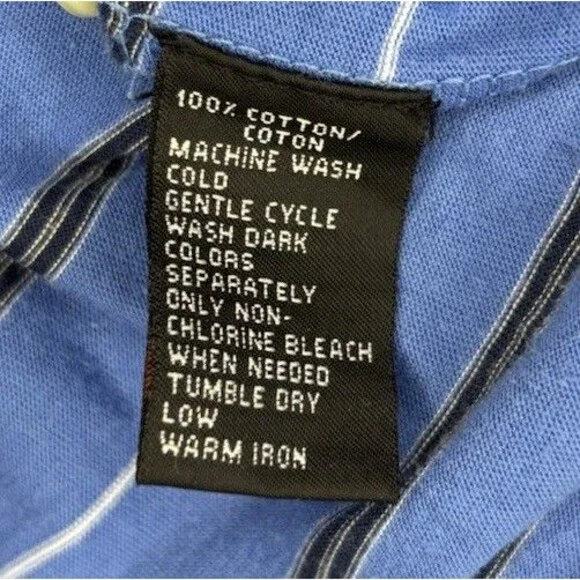 100% COTTON/
COTON
MACHINE WASH
COLD
GENTLE CYCLE
WASH DARK
COLORS
SEPARATELY
ONLY NON-
CHLORINE BLEACH
WHEN NEEDED
TUMBLE DRY
LOW
WARM IRON